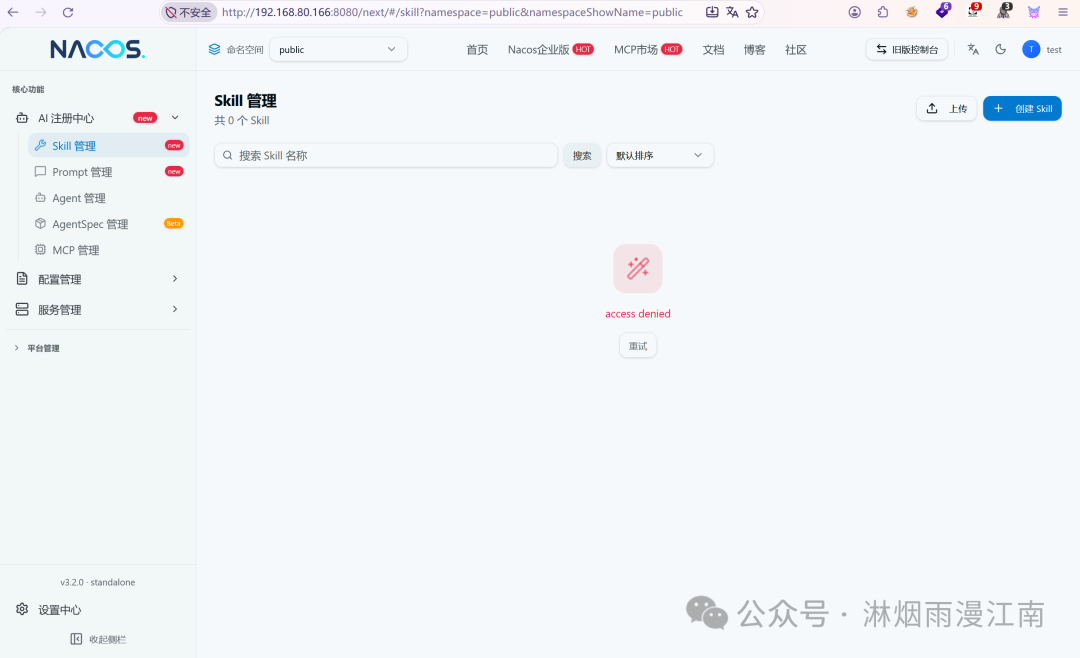 不安全 http://192.168.80.166:8080/next/#/skill?namespace=public&namespaceShowName=public 6 9 3
NACOS. 命名空间 public 首页 Nacos企业版 HOT MCP市场 HOT 文档 博客 社区 旧版控制台 T test
核心功能
AI 注册中心 new
Skill 管理 new
Prompt 管理 new
Agent 管理
AgentSpec 管理 Beta
MCP 管理
配置管理
服务管理
平台管理
Skill 管理
共 0 个 Skill
上传 创建 Skill
搜索 Skill 名称 搜索 默认排序
access denied
重试
v3.2.0 · standalone
设置中心
收起侧栏
公众号 · 淋烟雨漫江南